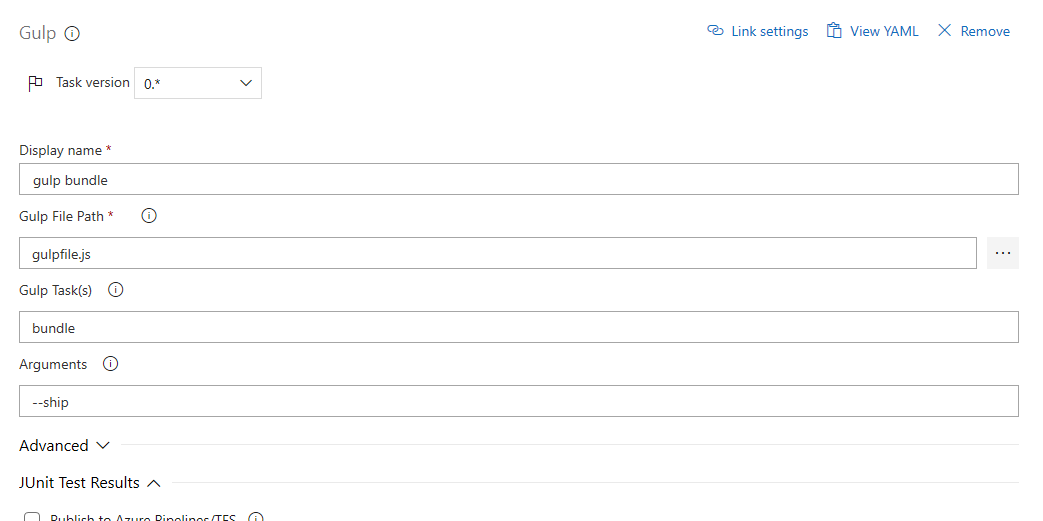 Gulp
Link settings View YAML Remove
Task version 0.*
Display name *
gulp bundle
Gulp File Path *
gulpfile.js
...
Gulp Task(s)
bundle
Arguments
--ship
Advanced
JUnit Test Results
Publish to Azure Pipelines/TFS